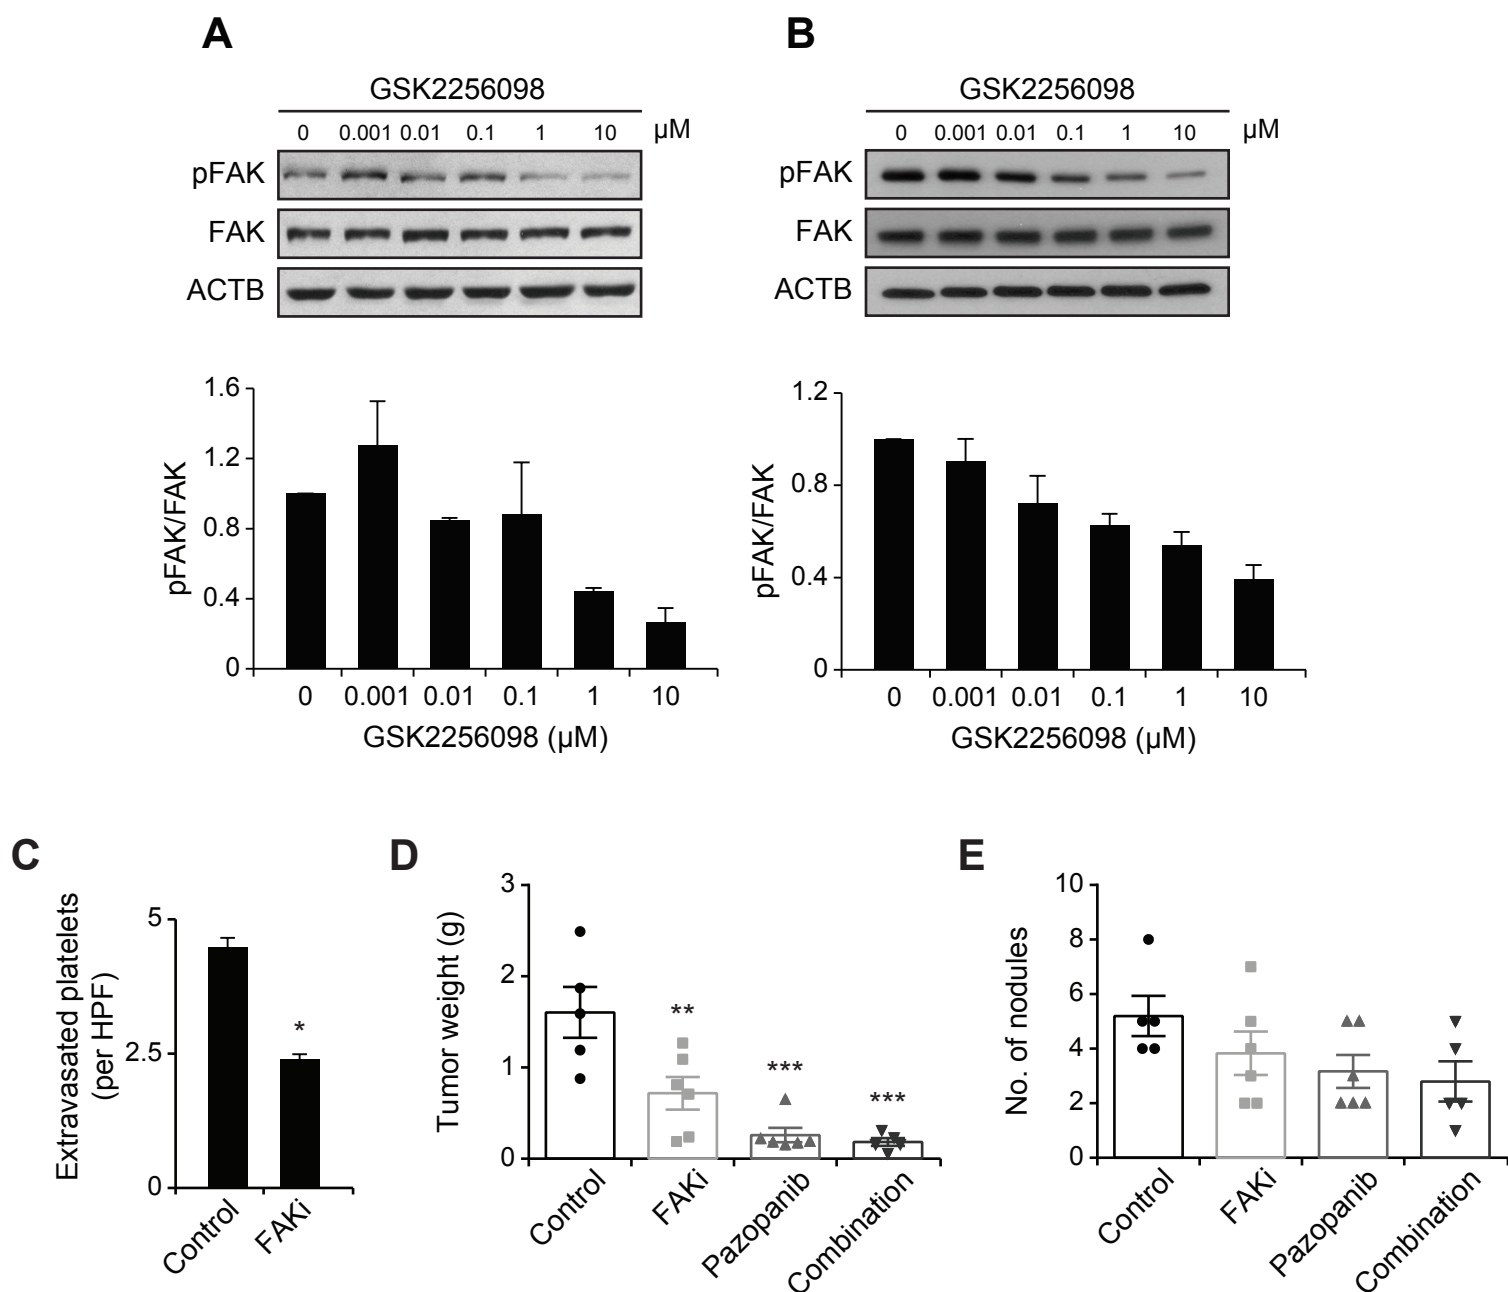 A
GSK2256098
0 0.001 0.01 0.1 1 10 µM
pFAK
FAK
ACTB
1.6
1.2
0.8
0.4
0
pFAK/FAK
0 0.001 0.01 0.1 1 10
GSK2256098 (µM)
B
GSK2256098
0 0.001 0.01 0.1 1 10 µM
pFAK
FAK
ACTB
1.2
0.8
0.4
0
pFAK/FAK
0 0.001 0.01 0.1 1 10
GSK2256098 (µM)
C
Extravasated platelets
(per HPF)
5
2.5
0
*
Control
FAKi
D
Tumor weight (g)
3
2
1
0
**
***
***
Control
FAKi
Pazopanib
Combination
E
No. of nodules
10
8
6
4
2
0
Control
FAKi
Pazopanib
Combination